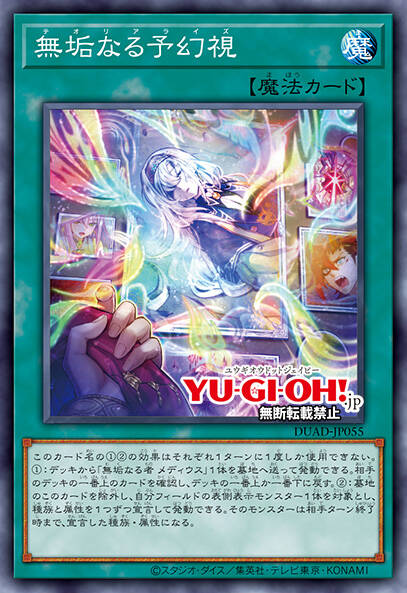 テオリアライズ
無垢なる予幻視
魔
まほう
【魔法カード】
ユウギオウドットジェイピー
YU-GI-OH!.jp
無断転載禁止
DUAD-JP055
このカード名の①②の効果はそれぞれ1ターンに1度しか使用できない。
①：デッキから「無垢なる者 メディウス」1体を墓地へ送って発動できる。相手
のデッキの一番上のカードを確認し、デッキの一番上か一番下に戻す。②：墓地
のこのカードを除外し、自分フィールドの表側表示モンスター1体を対象とし、
種族と属性を1つずつ宣言して発動できる。そのモンスターは相手ターン終了
時まで、宣言した種族・属性になる。
©スタジオ・ダイス／集英社・テレビ東京・KONAMI